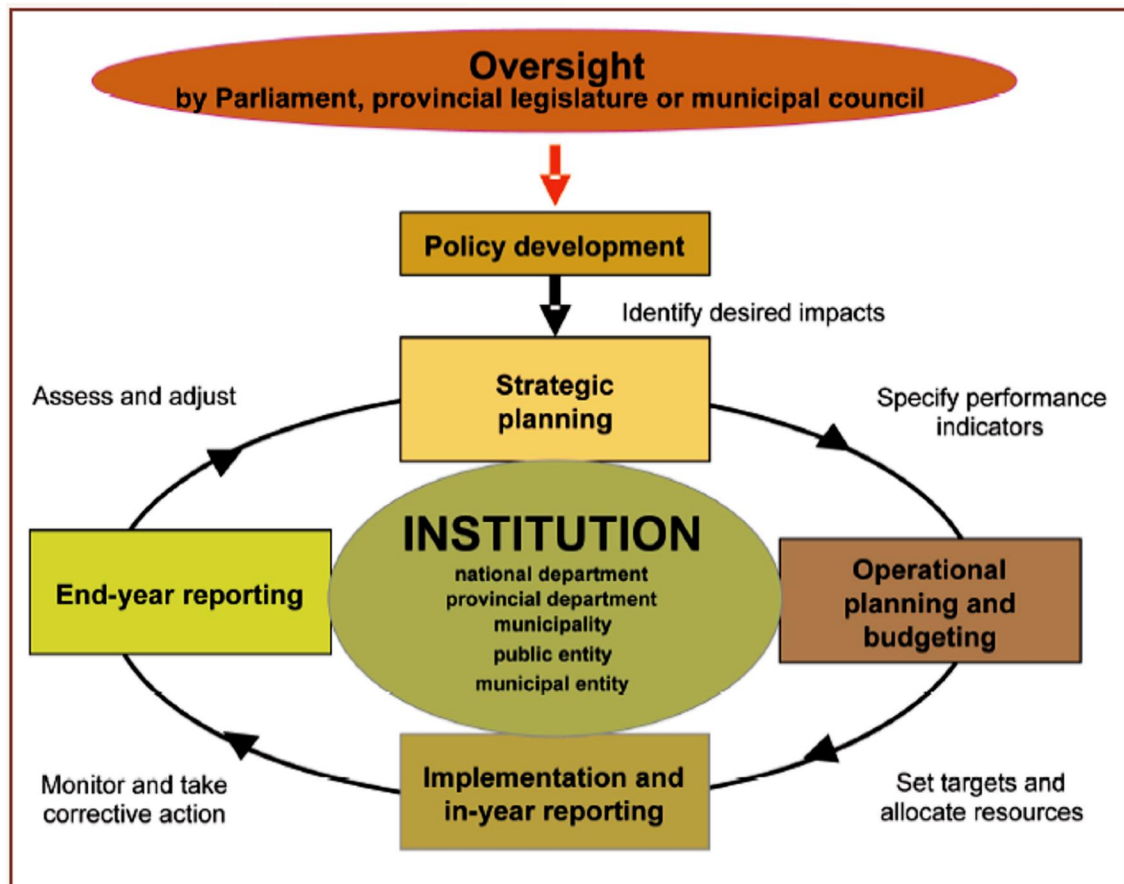 Oversight
by Parliament, provincial legislature or municipal council
Policy development
Identify desired impacts
Strategic
planning
Assess and adjust
Specify performance
indicators
INSTITUTION
national department
provincial department
municipality
public entity
municipal entity
End-year reporting
Operational
planning and
budgeting
Implementation and
in-year reporting
Monitor and take
corrective action
Set targets and
allocate resources